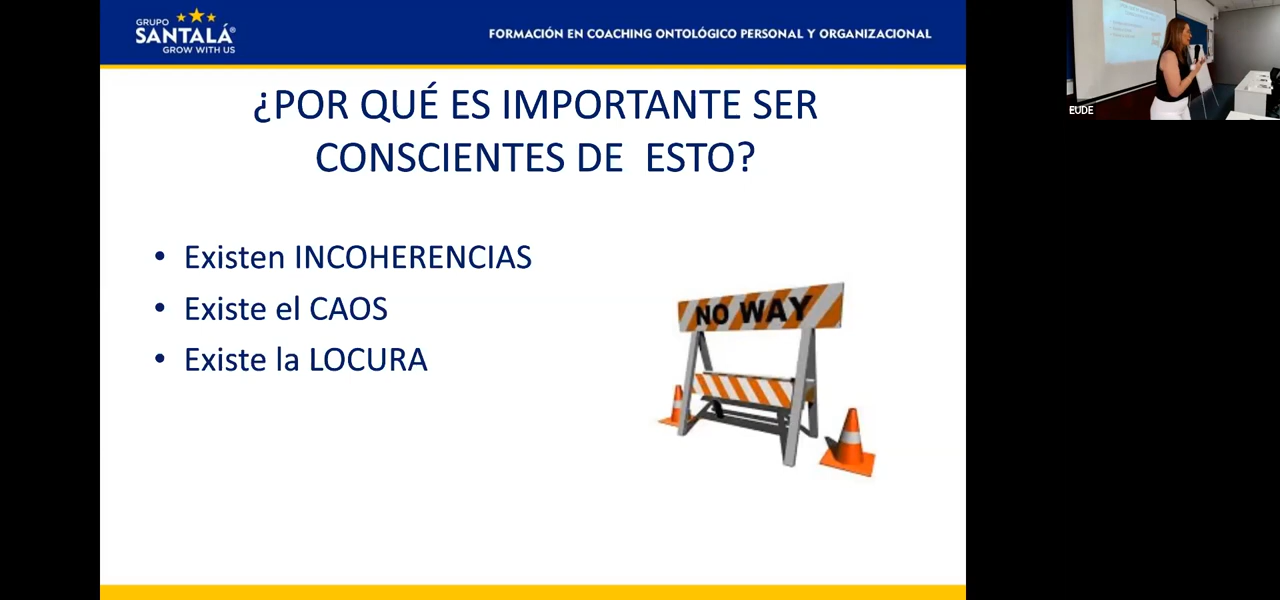 GRUPO
SANTALÁ®
GROW WITH US
FORMACIÓN EN COACHING ONTOLÓGICO PERSONAL Y ORGANIZACIONAL
¿POR QUÉ ES IMPORTANTE SER
CONSCIENTES DE ESTO?
• Existen INCOHERENCIAS
• Existe el CAOS
• Existe la LOCURA
NO WAY
EUDE